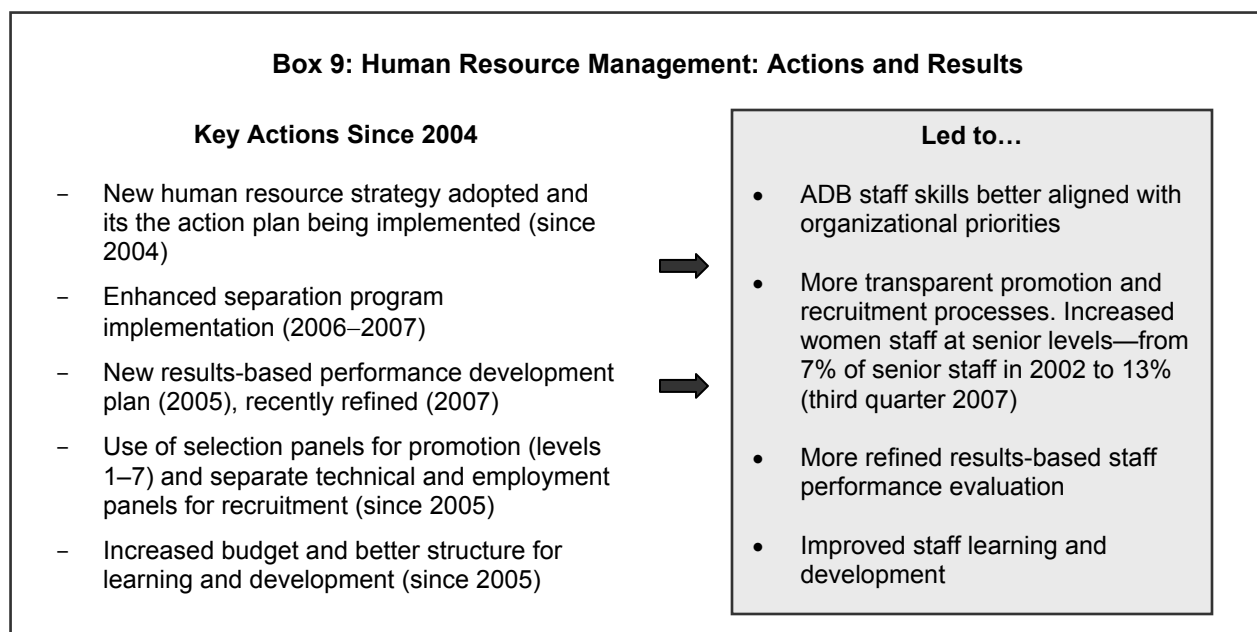 Box 9: Human Resource Management: Actions and Results
Key Actions Since 2004
– New human resource strategy adopted and
its the action plan being implemented (since
2004)
– Enhanced separation program
implementation (2006–2007)
– New results-based performance development
plan (2005), recently refined (2007)
– Use of selection panels for promotion (levels
1–7) and separate technical and employment
panels for recruitment (since 2005)
– Increased budget and better structure for
learning and development (since 2005)
Led to…
• ADB staff skills better aligned with
organizational priorities
• More transparent promotion and
recruitment processes. Increased
women staff at senior levels—from
7% of senior staff in 2002 to 13%
(third quarter 2007)
• More refined results-based staff
performance evaluation
• Improved staff learning and
development